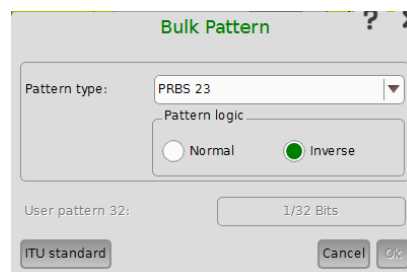 Bulk Pattern ?
Pattern type: PRBS 23
Pattern logic
Normal Inverse
User pattern 32: 1/32 Bits
ITU standard Cancel Ok